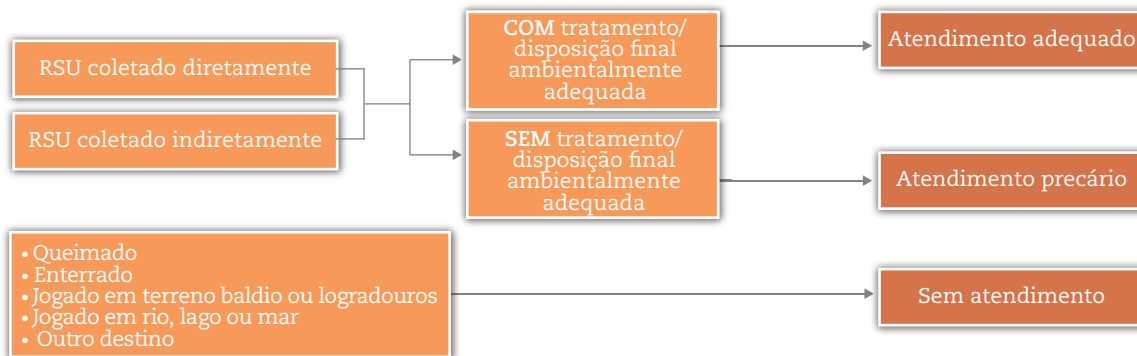 RSU coletado diretamente
RSU coletado indiretamente
COM tratamento/
disposição final
ambientalmente
adequada
SEM tratamento/
disposição final
ambientalmente
adequada
Atendimento adequado
Atendimento precário
• Queimado
• Enterrado
• Jogado em terreno baldio ou logradouros
• Jogado em rio, lago ou mar
• Outro destino
Sem atendimento